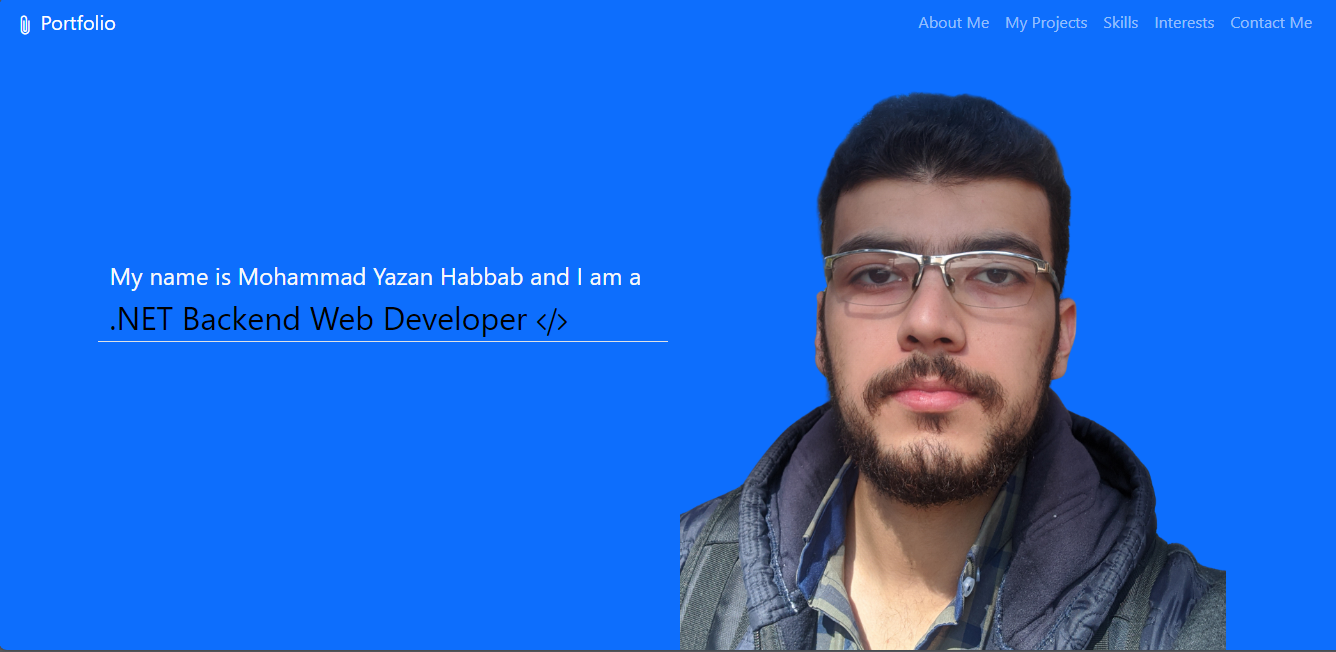 Portfolio
About Me My Projects Skills Interests Contact Me
My name is Mohammad Yazan Habbab and I am a
.NET Backend Web Developer </>